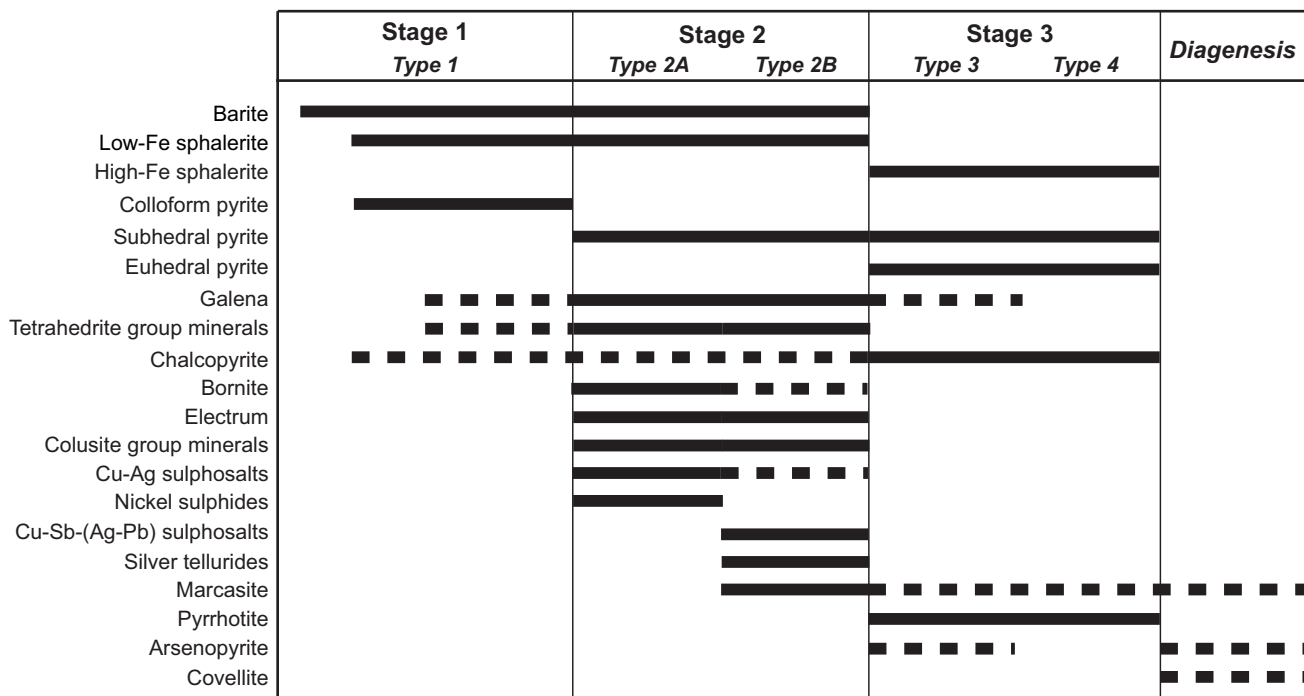 Stage 1 Stage 2 Stage 3 Diagenesis
Type 1 Type 2A Type 2B Type 3 Type 4
Barite
Low-Fe sphalerite
High-Fe sphalerite
Colloform pyrite
Subhedral pyrite
Euhedral pyrite
Galena
Tetrahedrite group minerals
Chalcopyrite
Bornite
Electrum
Colusite group minerals
Cu-Ag sulphosalts
Nickel sulphides
Cu-Sb-(Ag-Pb) sulphosalts
Silver tellurides
Marcasite
Pyrrhotite
Arsenopyrite
Covellite